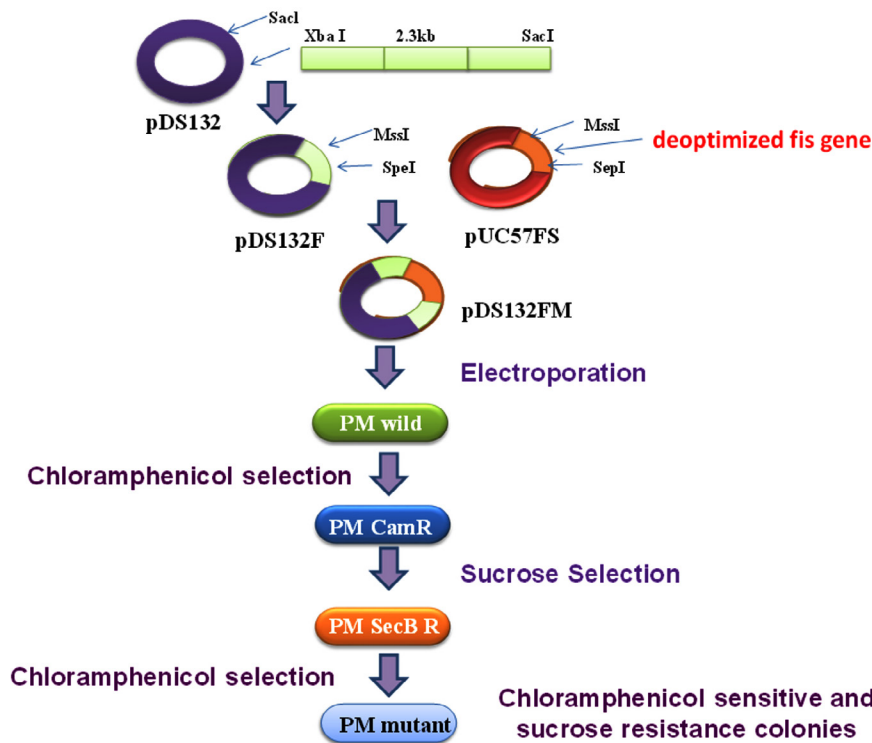 SacI
Xba I 2.3kb SacI
pDS132
MssI
SpeI
MssI
deoptimized fis gene
SepI
pDS132F
pUC57FS
pDS132FM
Electroporation
PM wild
Chloramphenicol selection
PM CamR
Sucrose Selection
PM SecB R
Chloramphenicol selection
PM mutant
Chloramphenicol sensitive and
sucrose resistance colonies